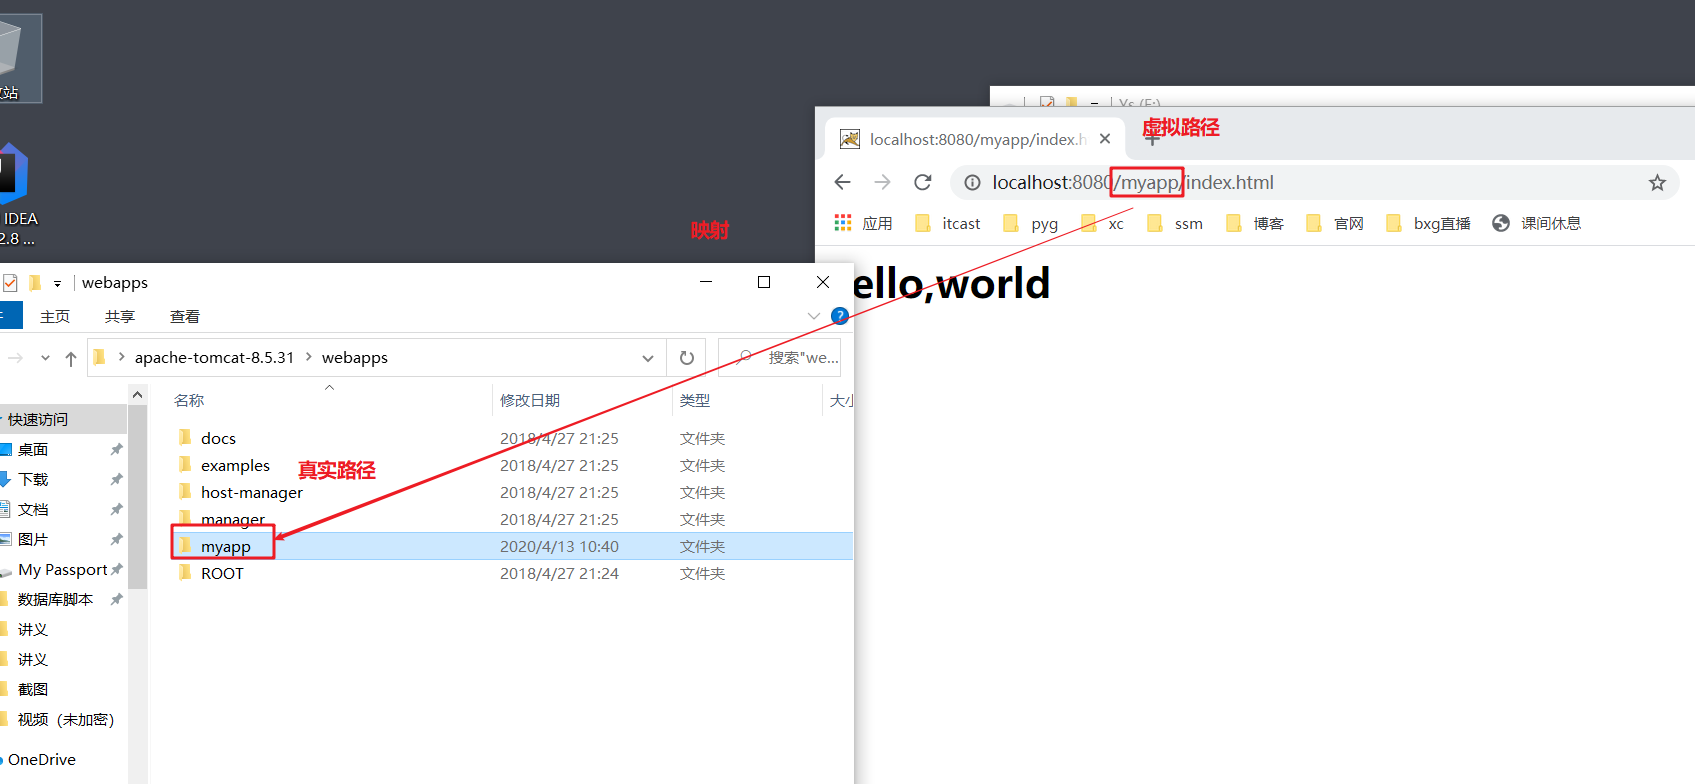 站
IDEA
2.8 ...
Ys (F:)
localhost:8080/myapp/index.h
虚拟路径
localhost:8080/myapp/index.html
应用
itcast
pyg
xc
ssm
博客
官网
bxg直播
课间休息
映射
ello,world
webapps
主页
共享
查看
apache-tomcat-8.5.31
webapps
搜索"we...
名称
修改日期
类型
大小
快速访问
桌面
下载
文档
图片
My Passport
数据库脚本
讲义
讲义
截图
视频（未加密）
OneDrive
docs
2018/4/27 21:25
文件夹
examples
2018/4/27 21:25
文件夹
真实路径
host-manager
2018/4/27 21:25
文件夹
manager
2018/4/27 21:25
文件夹
myapp
2020/4/13 10:40
文件夹
ROOT
2018/4/27 21:24
文件夹